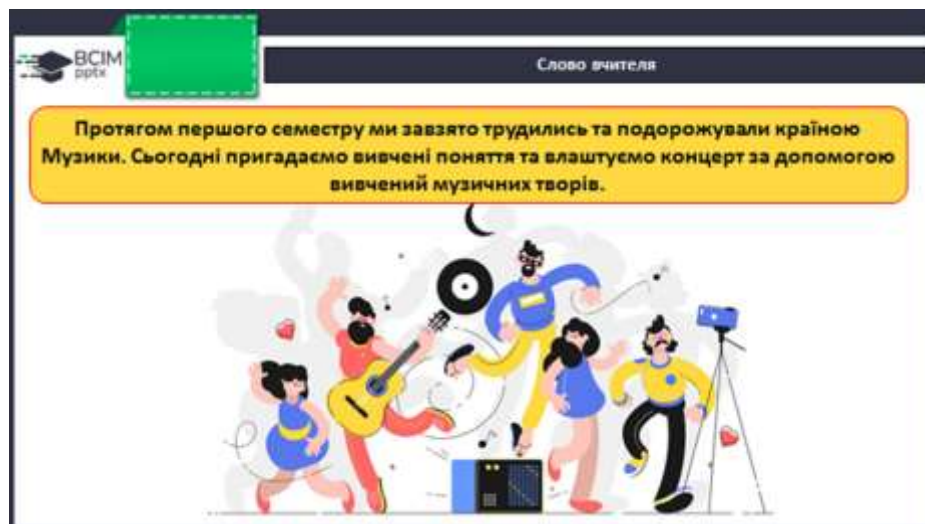 BCIM
pptx
Слово вчителя
Протягом першого семестру ми завзято трудились та подорожували країною
Музики. Сьогодні пригадаємо вивчені поняття та влаштуємо концерт за допомогою
вивчений музичних творів.